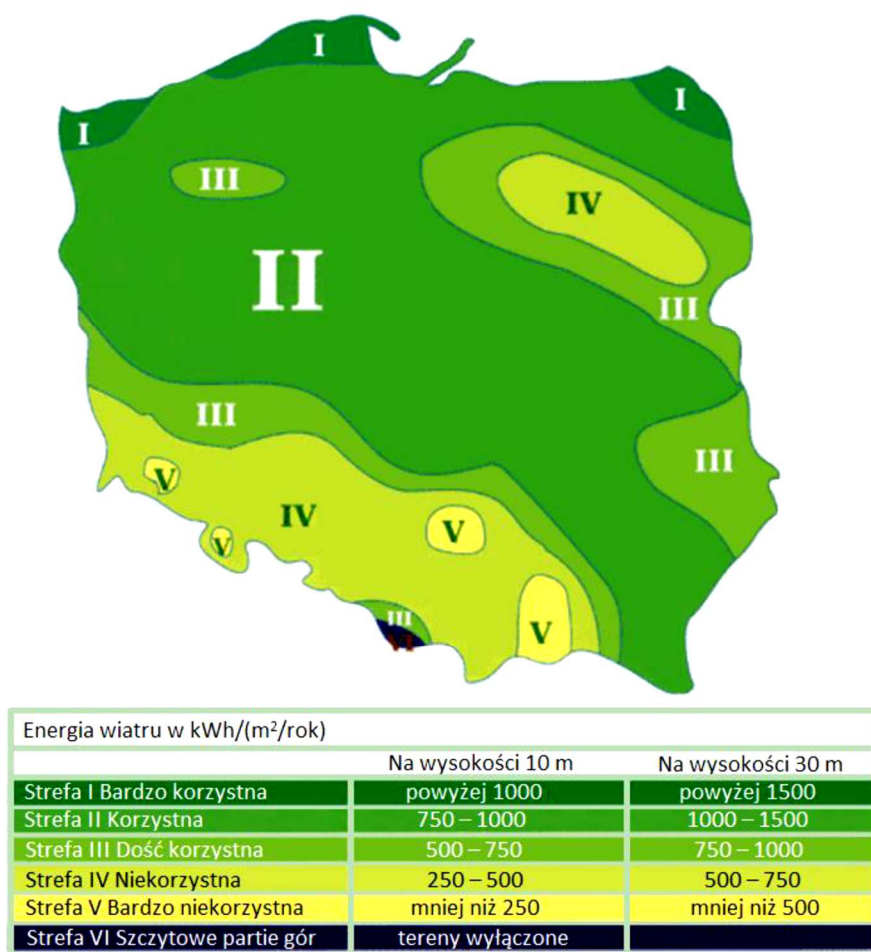 I
I
I
III
IV
II
III
III
III
V
IV
V
V
III
VI
V
Energia wiatru w kWh/(m²/rok)
Na wysokości 10 m Na wysokości 30 m
Strefa I Bardzo korzystna powyżej 1000 powyżej 1500
Strefa II Korzystna 750 – 1000 1000 – 1500
Strefa III Dość korzystna 500 – 750 750 – 1000
Strefa IV Niekorzystna 250 – 500 500 – 750
Strefa V Bardzo niekorzystna mniej niż 250 mniej niż 500
Strefa VI Szczytowe partie gór tereny wyłączone